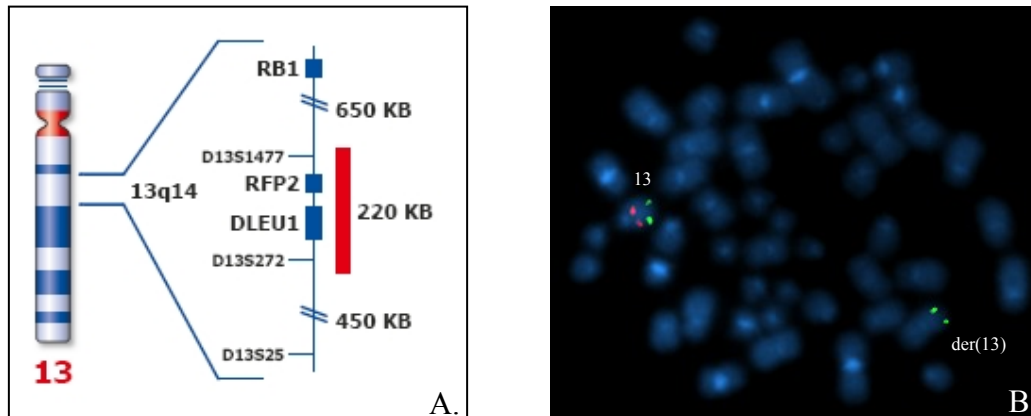 RB1
650 KB
D13S1477
13q14
RFP2
220 KB
DLEU1
D13S272
450 KB
D13S25
13
A.
13
der(13)
B